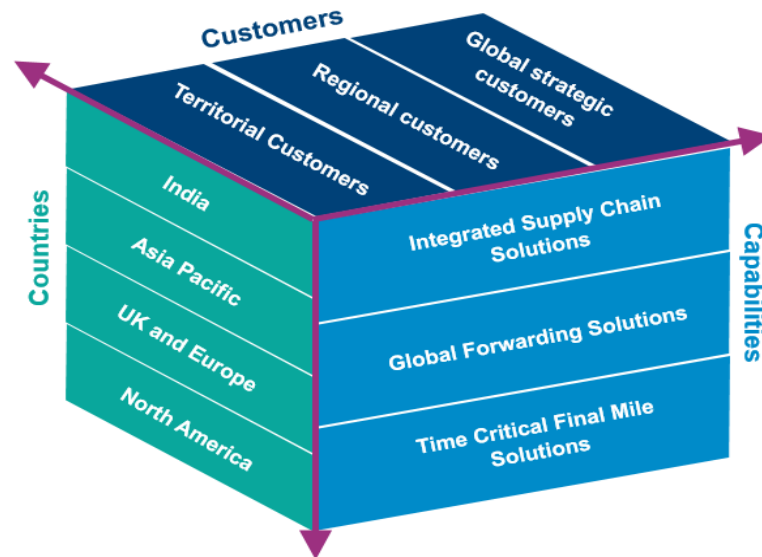 Customers
Territorial Customers
Regional customers
Global strategic
customers
Countries
India
Asia Pacific
UK and Europe
North America
Capabilities
Integrated Supply Chain
Solutions
Global Forwarding Solutions
Time Critical Final Mile
Solutions